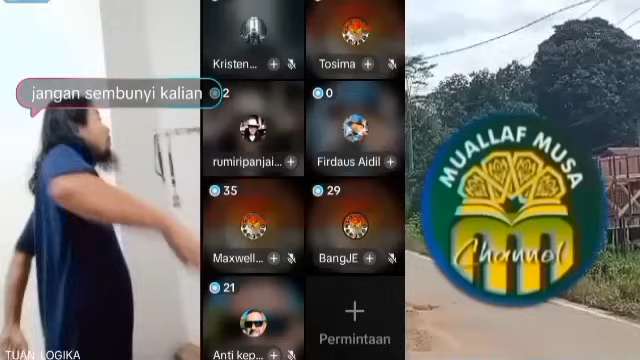 jangan sembunyi kalian
TUAN LOGIKA
Kristen...
Tosima
2
0
rumiripanjai...
Firdaus Aidil
35
29
Maxwell...
BangJE
21
Anti kep...
Permintaan
MUALLAF MUSA
Channel